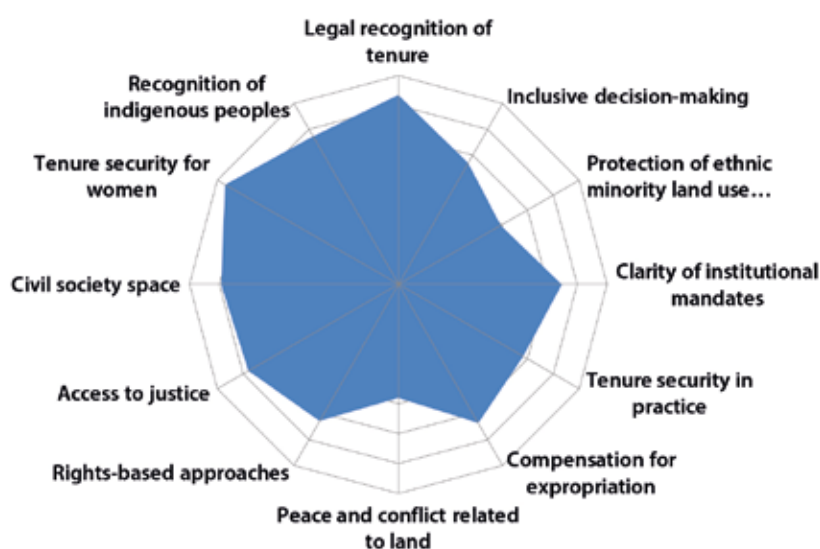 Legal recognition of
tenure
Inclusive decision-making
Protection of ethnic
minority land use…
Clarity of institutional
mandates
Tenure security in
practice
Compensation for
expropriation
Peace and conflict related
to land
Rights-based approaches
Access to justice
Civil society space
Tenure security for
women
Recognition of
indigenous peoples